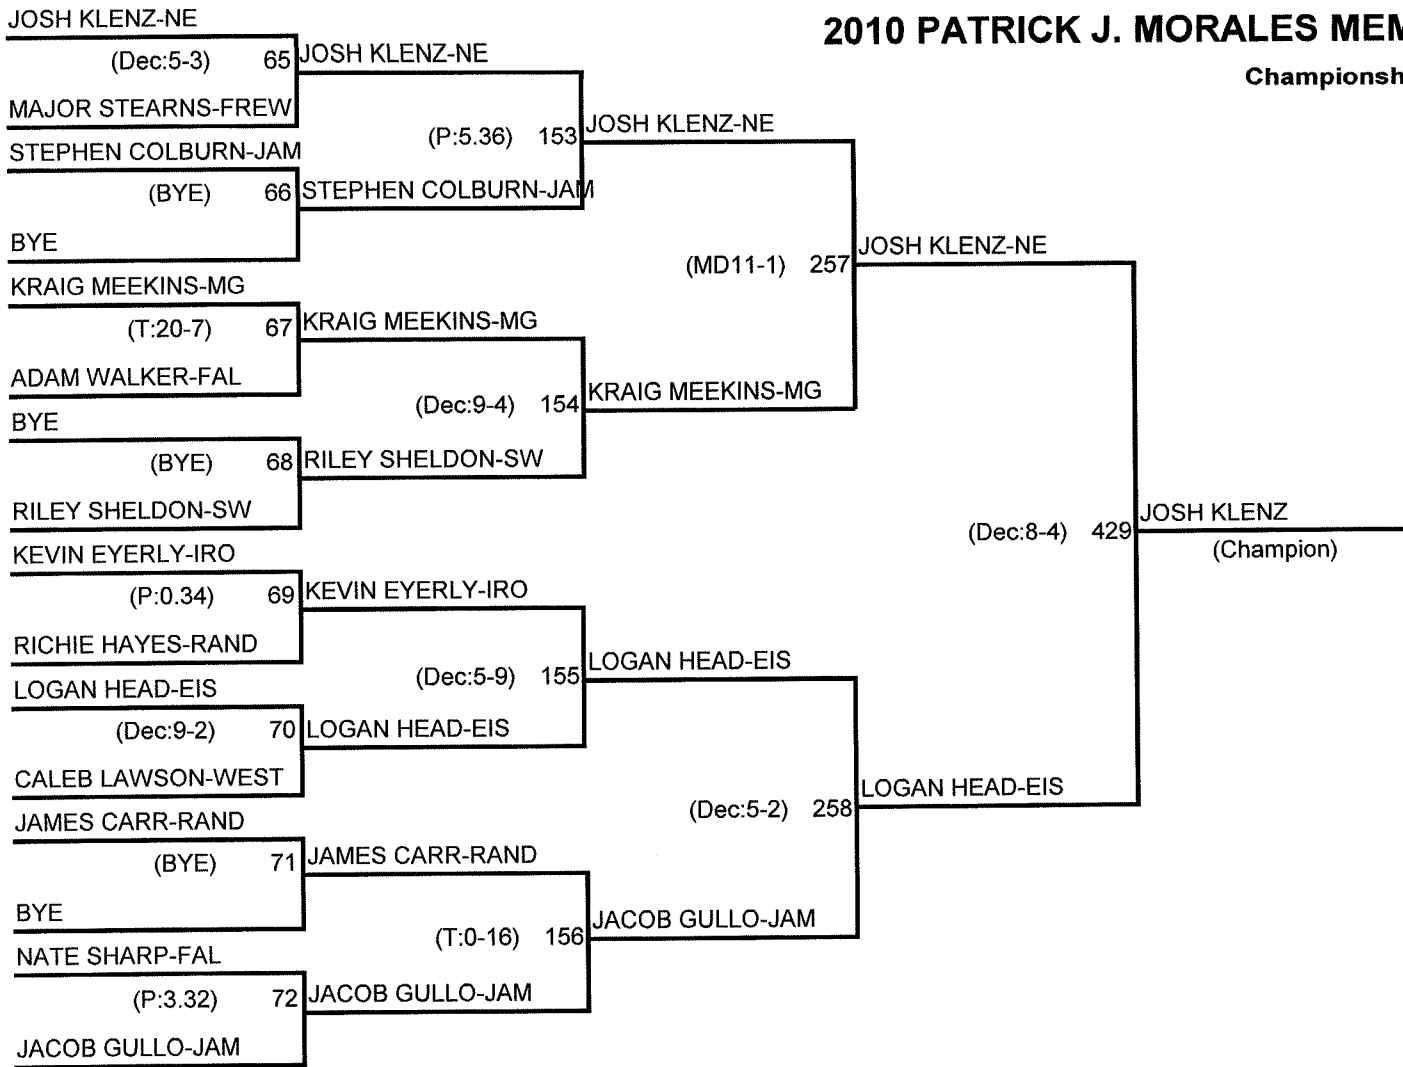 JOSH KLENZ-NE
2010 PATRICK J. MORALES MEM
(Dec:5-3) 65 JOSH KLENZ-NE
Championsh
MAJOR STEARNS-FREW
(P:5.36) 153 JOSH KLENZ-NE
STEPHEN COLBURN-JAM
(BYE) 66 STEPHEN COLBURN-JAM
BYE
(MD11-1) 257 JOSH KLENZ-NE
KRAIG MEEKINS-MG
(T:20-7) 67 KRAIG MEEKINS-MG
ADAM WALKER-FAL
(Dec:9-4) 154 KRAIG MEEKINS-MG
BYE
(BYE) 68 RILEY SHELDON-SW
RILEY SHELDON-SW
(Dec:8-4) 429 JOSH KLENZ
(Champion)
KEVIN EYERLY-IRO
(P:0.34) 69 KEVIN EYERLY-IRO
RICHIE HAYES-RAND
(Dec:5-9) 155 LOGAN HEAD-EIS
LOGAN HEAD-EIS
(Dec:9-2) 70 LOGAN HEAD-EIS
CALEB LAWSON-WEST
(Dec:5-2) 258 LOGAN HEAD-EIS
JAMES CARR-RAND
(BYE) 71 JAMES CARR-RAND
BYE
(T:0-16) 156 JACOB GULLO-JAM
NATE SHARP-FAL
(P:3.32) 72 JACOB GULLO-JAM
JACOB GULLO-JAM